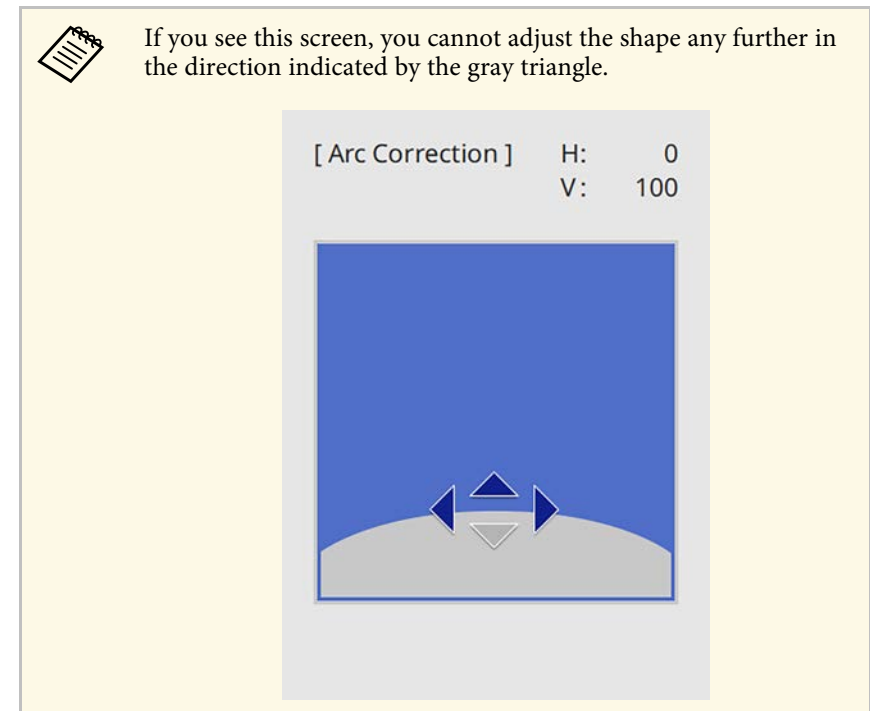 If you see this screen, you cannot adjust the shape any further in
the direction indicated by the gray triangle.
[ Arc Correction ] H: 0
V: 100